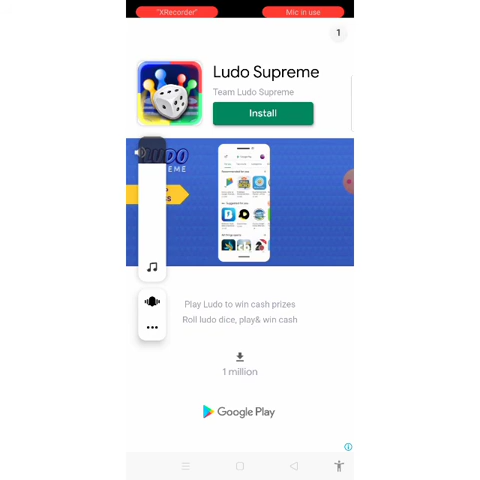 "XRecorder"
Mic in use
1
Ludo Supreme
Team Ludo Supreme
Install
Play Ludo to win cash prizes
Roll ludo dice, play& win cash
1 million
Google Play